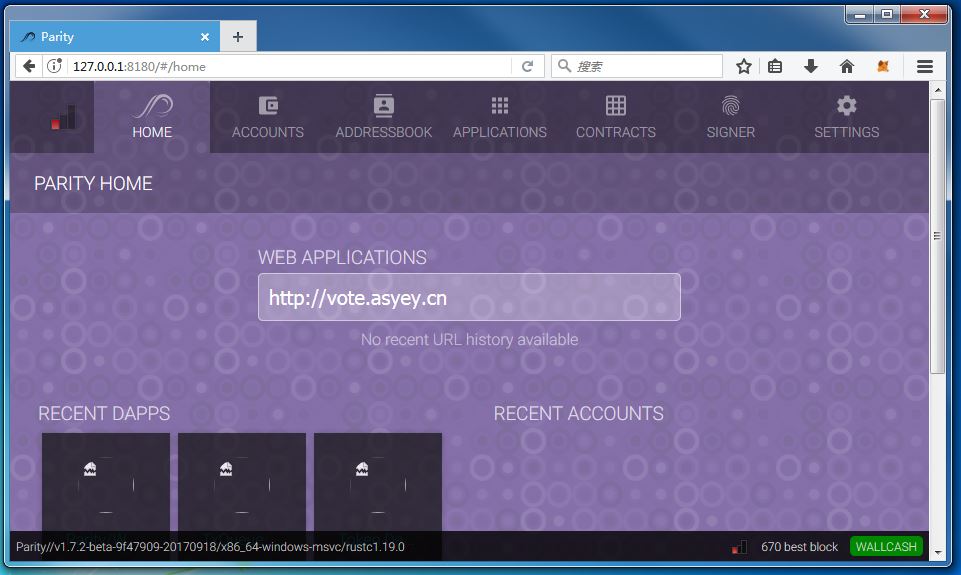 Parity
127.0.0.1:8180/#/home
搜索
HOME
ACCOUNTS
ADDRESSBOOK
APPLICATIONS
CONTRACTS
SIGNER
SETTINGS
PARITY HOME
WEB APPLICATIONS
http://vote.asyey.cn
No recent URL history available
RECENT DAPPS
RECENT ACCOUNTS
Parity//v1.7.2-beta-9f47909-20170918/x86_64-windows-msvc/rustc1.19.0
670 best block
WALLCASH